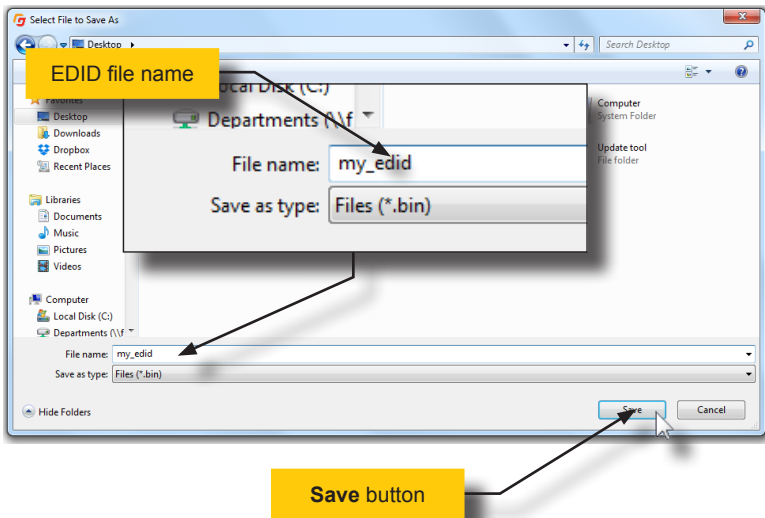 Select File to Save As
Desktop
Search Desktop
EDID file name
Favorites
Desktop
Downloads
Dropbox
Recent Places
Libraries
Documents
Music
Pictures
Videos
Computer
Local Disk (C:)
Departments (\\f
Local Disk (C:)
Departments (\\f
File name: my_edid
Save as type: Files (*.bin)
Computer
System Folder
Update tool
File folder
File name: my_edid
Save as type: Files (*.bin)
Hide Folders
Save
Cancel
Save button